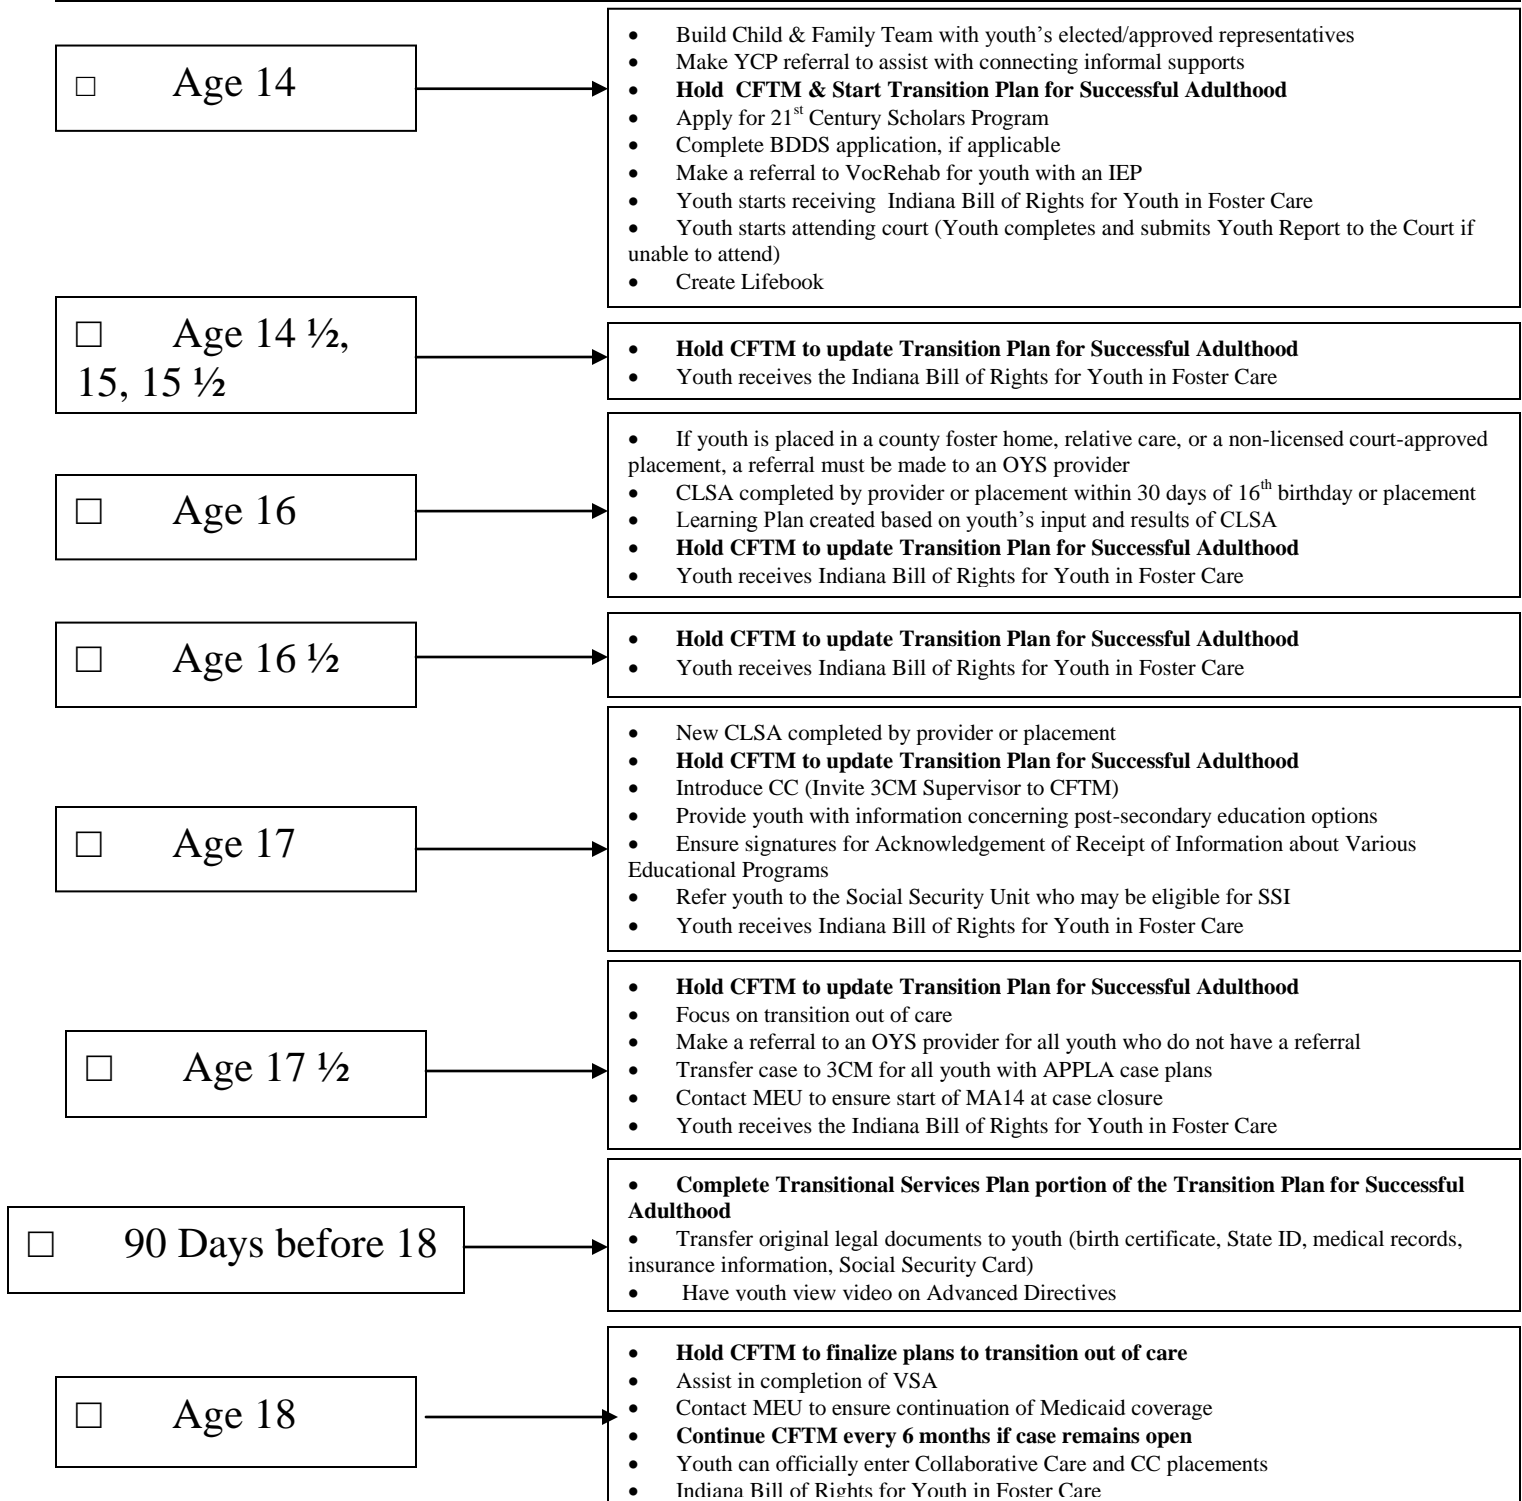 □ Age 14
• Build Child & Family Team with youth’s elected/approved representatives
• Make YCP referral to assist with connecting informal supports
• Hold CFTM & Start Transition Plan for Successful Adulthood
• Apply for 21st Century Scholars Program
• Complete BDDS application, if applicable
• Make a referral to VocRehab for youth with an IEP
• Youth starts receiving Indiana Bill of Rights for Youth in Foster Care
• Youth starts attending court (Youth completes and submits Youth Report to the Court if
unable to attend)
• Create Lifebook
□ Age 14 ½,
15, 15 ½
• Hold CFTM to update Transition Plan for Successful Adulthood
• Youth receives the Indiana Bill of Rights for Youth in Foster Care
□ Age 16
• If youth is placed in a county foster home, relative care, or a non-licensed court-approved
placement, a referral must be made to an OYS provider
• CLSA completed by provider or placement within 30 days of 16th birthday or placement
• Learning Plan created based on youth’s input and results of CLSA
• Hold CFTM to update Transition Plan for Successful Adulthood
• Youth receives Indiana Bill of Rights for Youth in Foster Care
□ Age 16 ½
• Hold CFTM to update Transition Plan for Successful Adulthood
• Youth receives Indiana Bill of Rights for Youth in Foster Care
□ Age 17
• New CLSA completed by provider or placement
• Hold CFTM to update Transition Plan for Successful Adulthood
• Introduce CC (Invite 3CM Supervisor to CFTM)
• Provide youth with information concerning post-secondary education options
• Ensure signatures for Acknowledgement of Receipt of Information about Various
Educational Programs
• Refer youth to the Social Security Unit who may be eligible for SSI
• Youth receives Indiana Bill of Rights for Youth in Foster Care
□ Age 17 ½
• Hold CFTM to update Transition Plan for Successful Adulthood
• Focus on transition out of care
• Make a referral to an OYS provider for all youth who do not have a referral
• Transfer case to 3CM for all youth with APPLA case plans
• Contact MEU to ensure start of MA14 at case closure
• Youth receives the Indiana Bill of Rights for Youth in Foster Care
□ 90 Days before 18
• Complete Transitional Services Plan portion of the Transition Plan for Successful
Adulthood
• Transfer original legal documents to youth (birth certificate, State ID, medical records,
insurance information, Social Security Card)
• Have youth view video on Advanced Directives
□ Age 18
• Hold CFTM to finalize plans to transition out of care
• Assist in completion of VSA
• Contact MEU to ensure continuation of Medicaid coverage
• Continue CFTM every 6 months if case remains open
• Youth can officially enter Collaborative Care and CC placements
• Indiana Bill of Rights for Youth in Foster Care